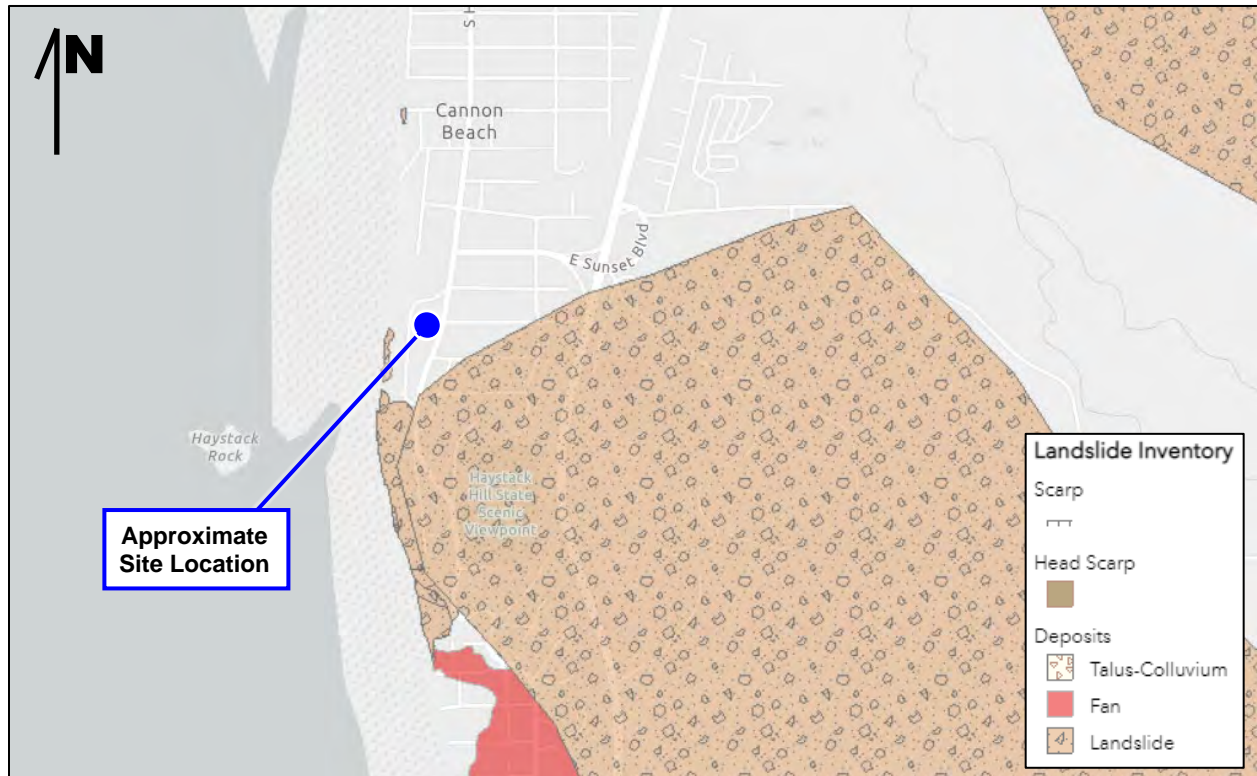 N
S H
Cannon
Beach
E Sunset Blvd
Haystack
Rock
Haystack
Hill State
Scenic
Viewpoint
Approximate
Site Location
Landslide Inventory
Scarp
Head Scarp
Deposits
Talus-Colluvium
Fan
Landslide